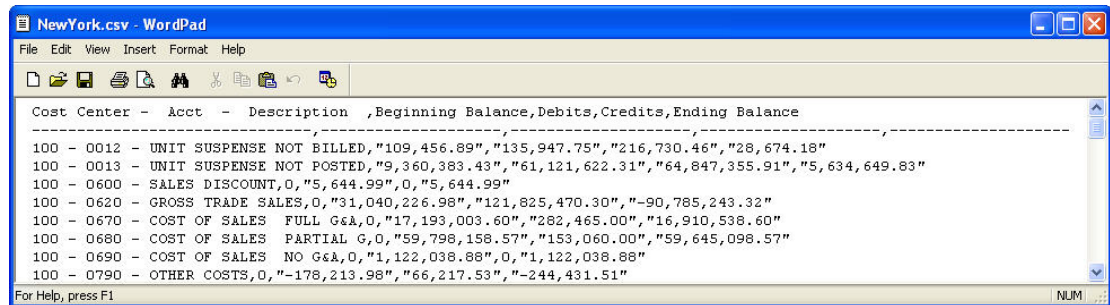 NewYork.csv - WordPad
File Edit View Insert Format Help
Cost Center - Acct - Description ,Beginning Balance,Debits,Credits,Ending Balance
---------------------------------,----------------------,----------------------,----------------------,---------------------
100 - 0012 - UNIT SUSPENSE NOT BILLED,"109,456.89","135,947.75","216,730.46","28,674.18"
100 - 0013 - UNIT SUSPENSE NOT POSTED,"9,360,383.43","61,121,622.31","64,847,355.91","5,634,649.83"
100 - 0600 - SALES DISCOUNT,0,"5,644.99",0,"5,644.99"
100 - 0620 - GROSS TRADE SALES,0,"31,040,226.98","121,825,470.30","-90,785,243.32"
100 - 0670 - COST OF SALES  FULL G&A,0,"17,193,003.60","282,465.00","16,910,538.60"
100 - 0680 - COST OF SALES  PARTIAL G,0,"59,798,158.57","153,060.00","59,645,098.57"
100 - 0690 - COST OF SALES  NO G&A,0,"1,122,038.88",0,"1,122,038.88"
100 - 0790 - OTHER COSTS,0,"-178,213.98","66,217.53","-244,431.51"
For Help, press F1
NUM